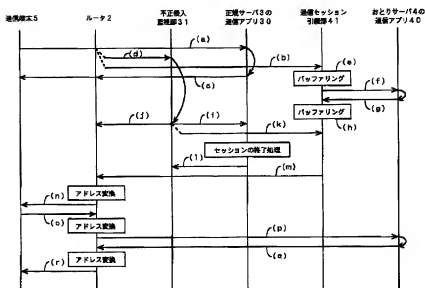 通信端末5 ルータ2 不正侵入監視部31 正規サーバ3の通信アプリ30 通信セッション引継部41 おとりサーバ4の通信アプリ40
(a)
(d)
(b)
(e)
バッファリング
(c)
(f)
(g)
バッファリング
(j)
(i)
(k)
(h)
セッションの終了処理
(l)
(m)
(n)
アドレス変換
(o)
アドレス変換
(p)
(q)
アドレス変換
(r)